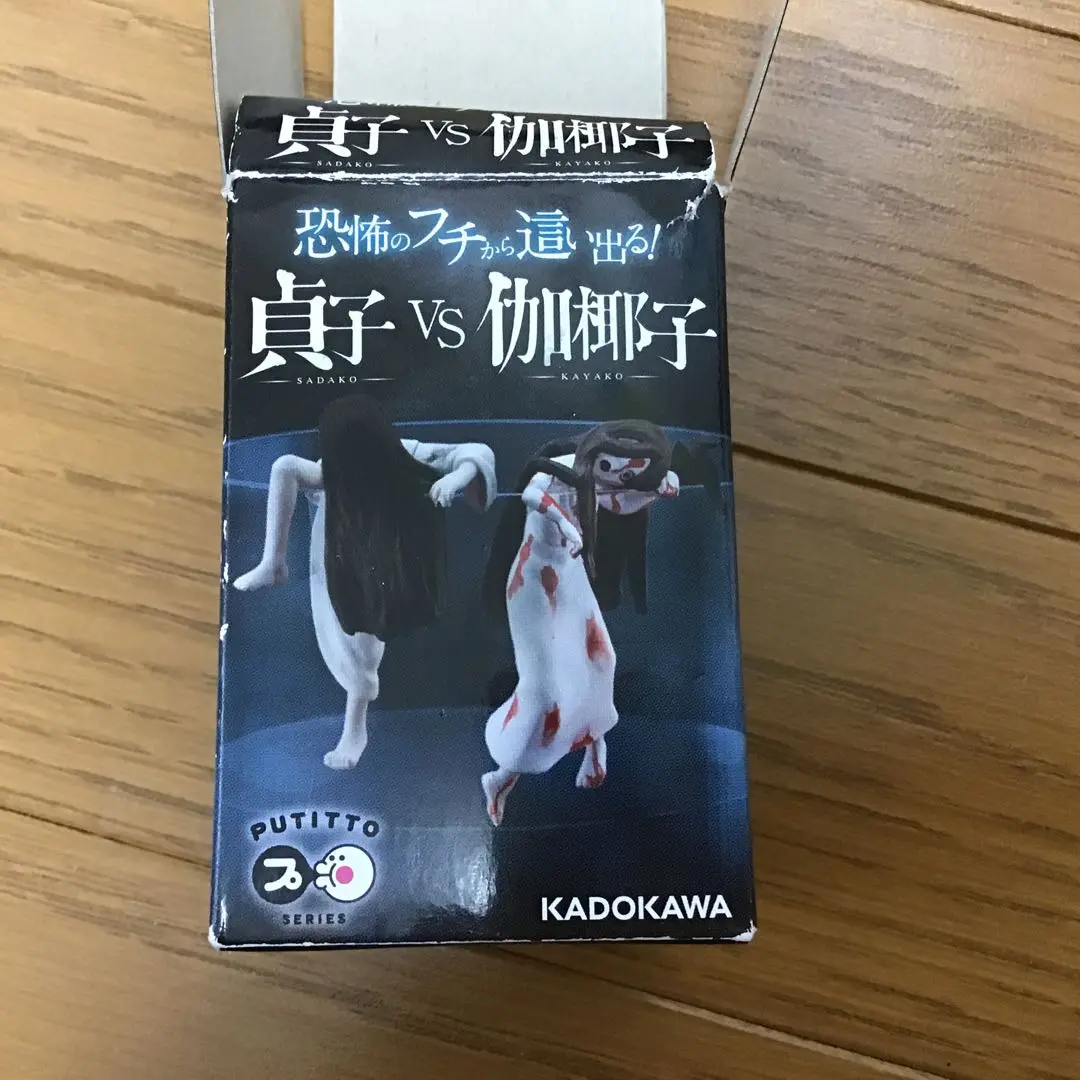 貞子 VS 伽椰子
SADAKO KAYAKO
恐怖のフチから這い出る!
貞子 VS 伽椰子
SADAKO KAYAKO
PUTITTO
プ
SERIES
KADOKAWA